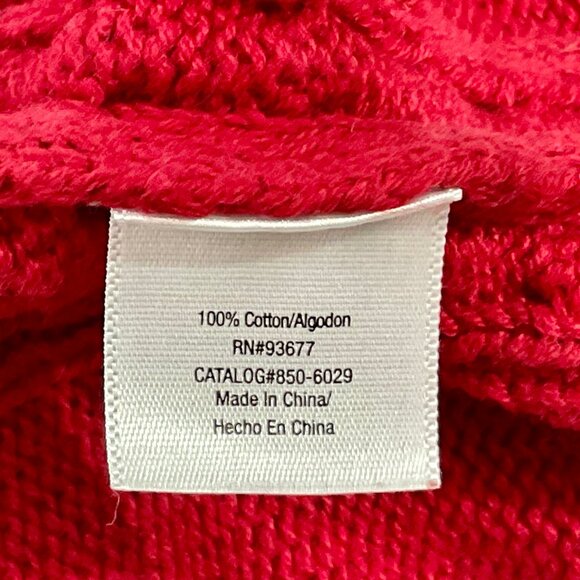 100% Cotton/Algodon
RN#93677
CATALOG#850-6029
Made In China/
Hecho En China